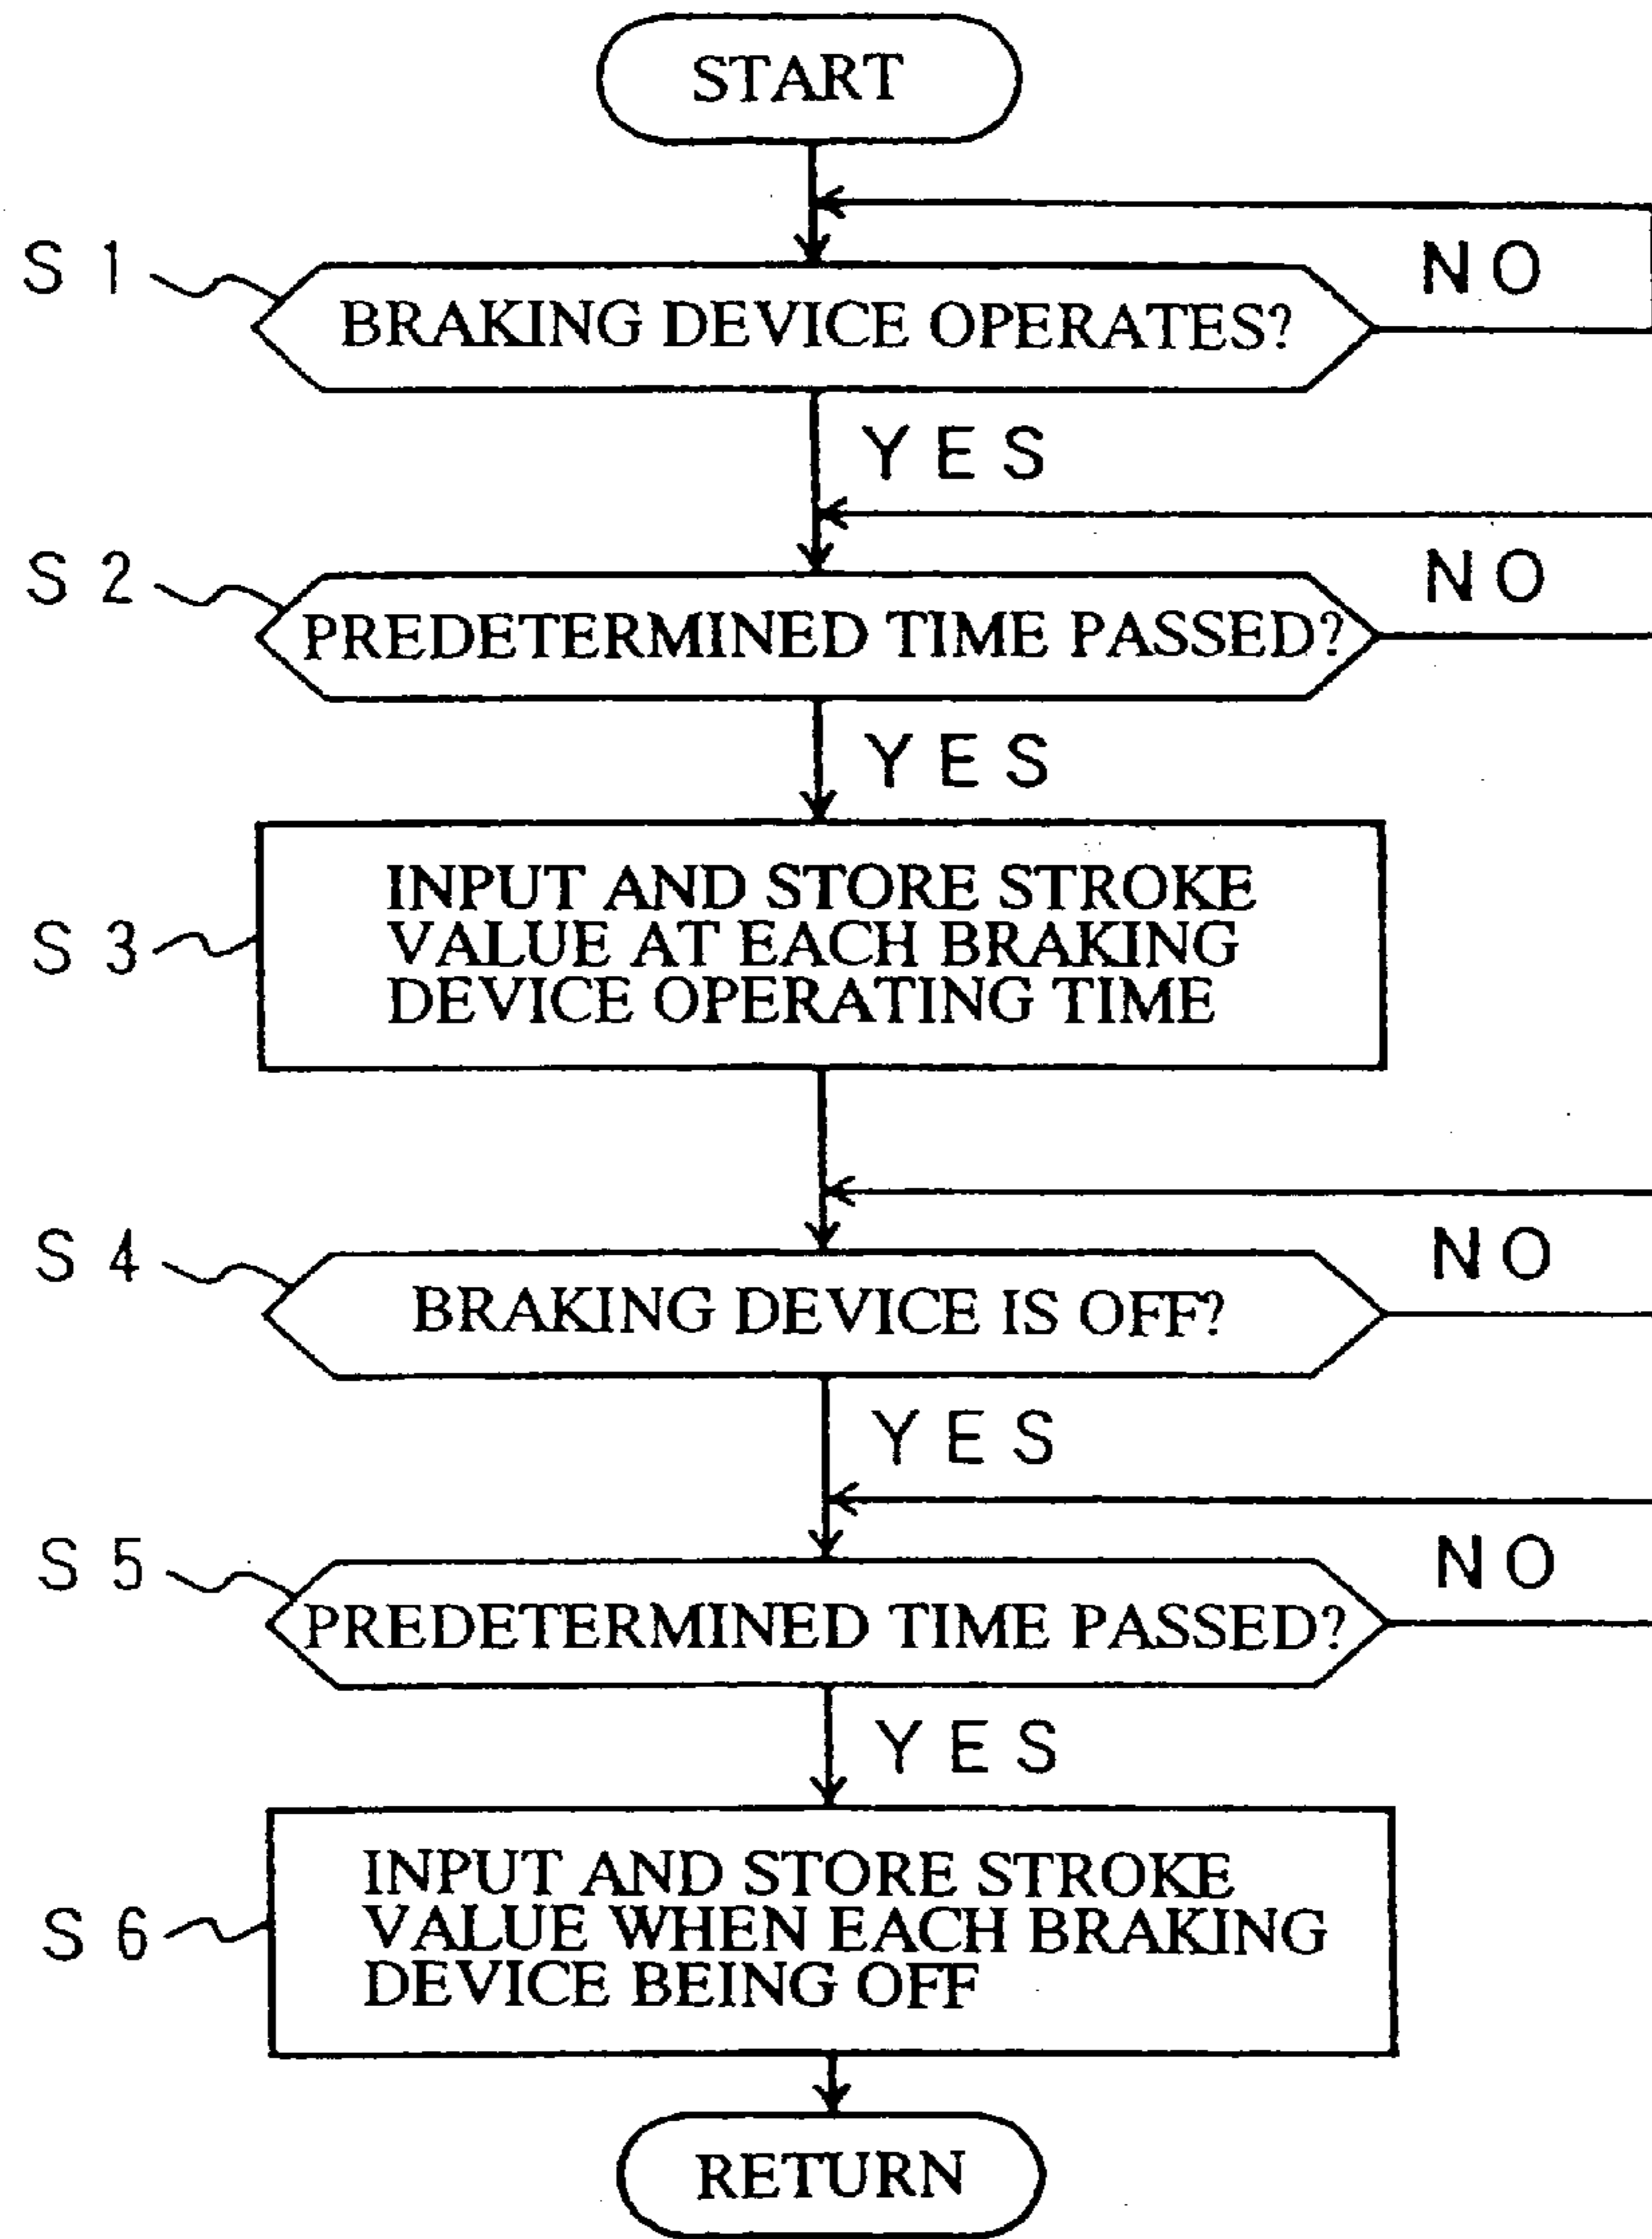 START
S 1
BRAKING DEVICE OPERATES?
NO
YES
S 2
PREDETERMINED TIME PASSED?
NO
YES
S 3
INPUT AND STORE STROKE
VALUE AT EACH BRAKING
DEVICE OPERATING TIME
S 4
BRAKING DEVICE IS OFF?
NO
YES
S 5
PREDETERMINED TIME PASSED?
NO
YES
S 6
INPUT AND STORE STROKE
VALUE WHEN EACH BRAKING
DEVICE BEING OFF
RETURN